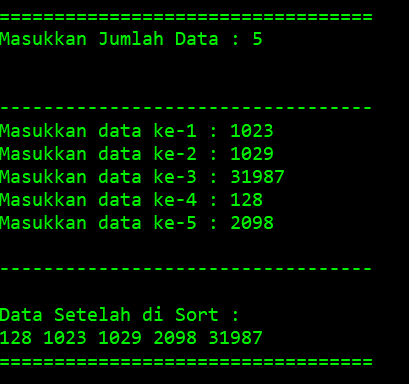 ==================================
Masukkan Jumlah Data : 5
----------------------------------
Masukkan data ke-1 : 1023
Masukkan data ke-2 : 1029
Masukkan data ke-3 : 31987
Masukkan data ke-4 : 128
Masukkan data ke-5 : 2098
----------------------------------
Data Setelah di Sort :
128 1023 1029 2098 31987
==================================